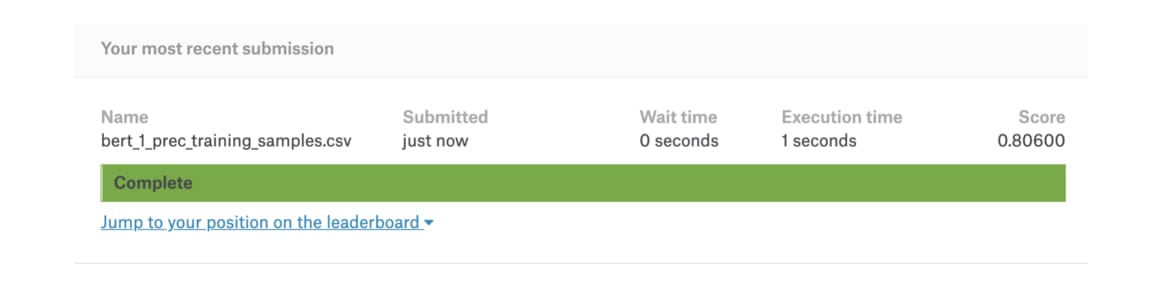 Your most recent submission
Name Submitted Wait time Execution time Score
bert_1_prec_training_samples.csv just now 0 seconds 1 seconds 0.80600
Complete
Jump to your position on the leaderboard